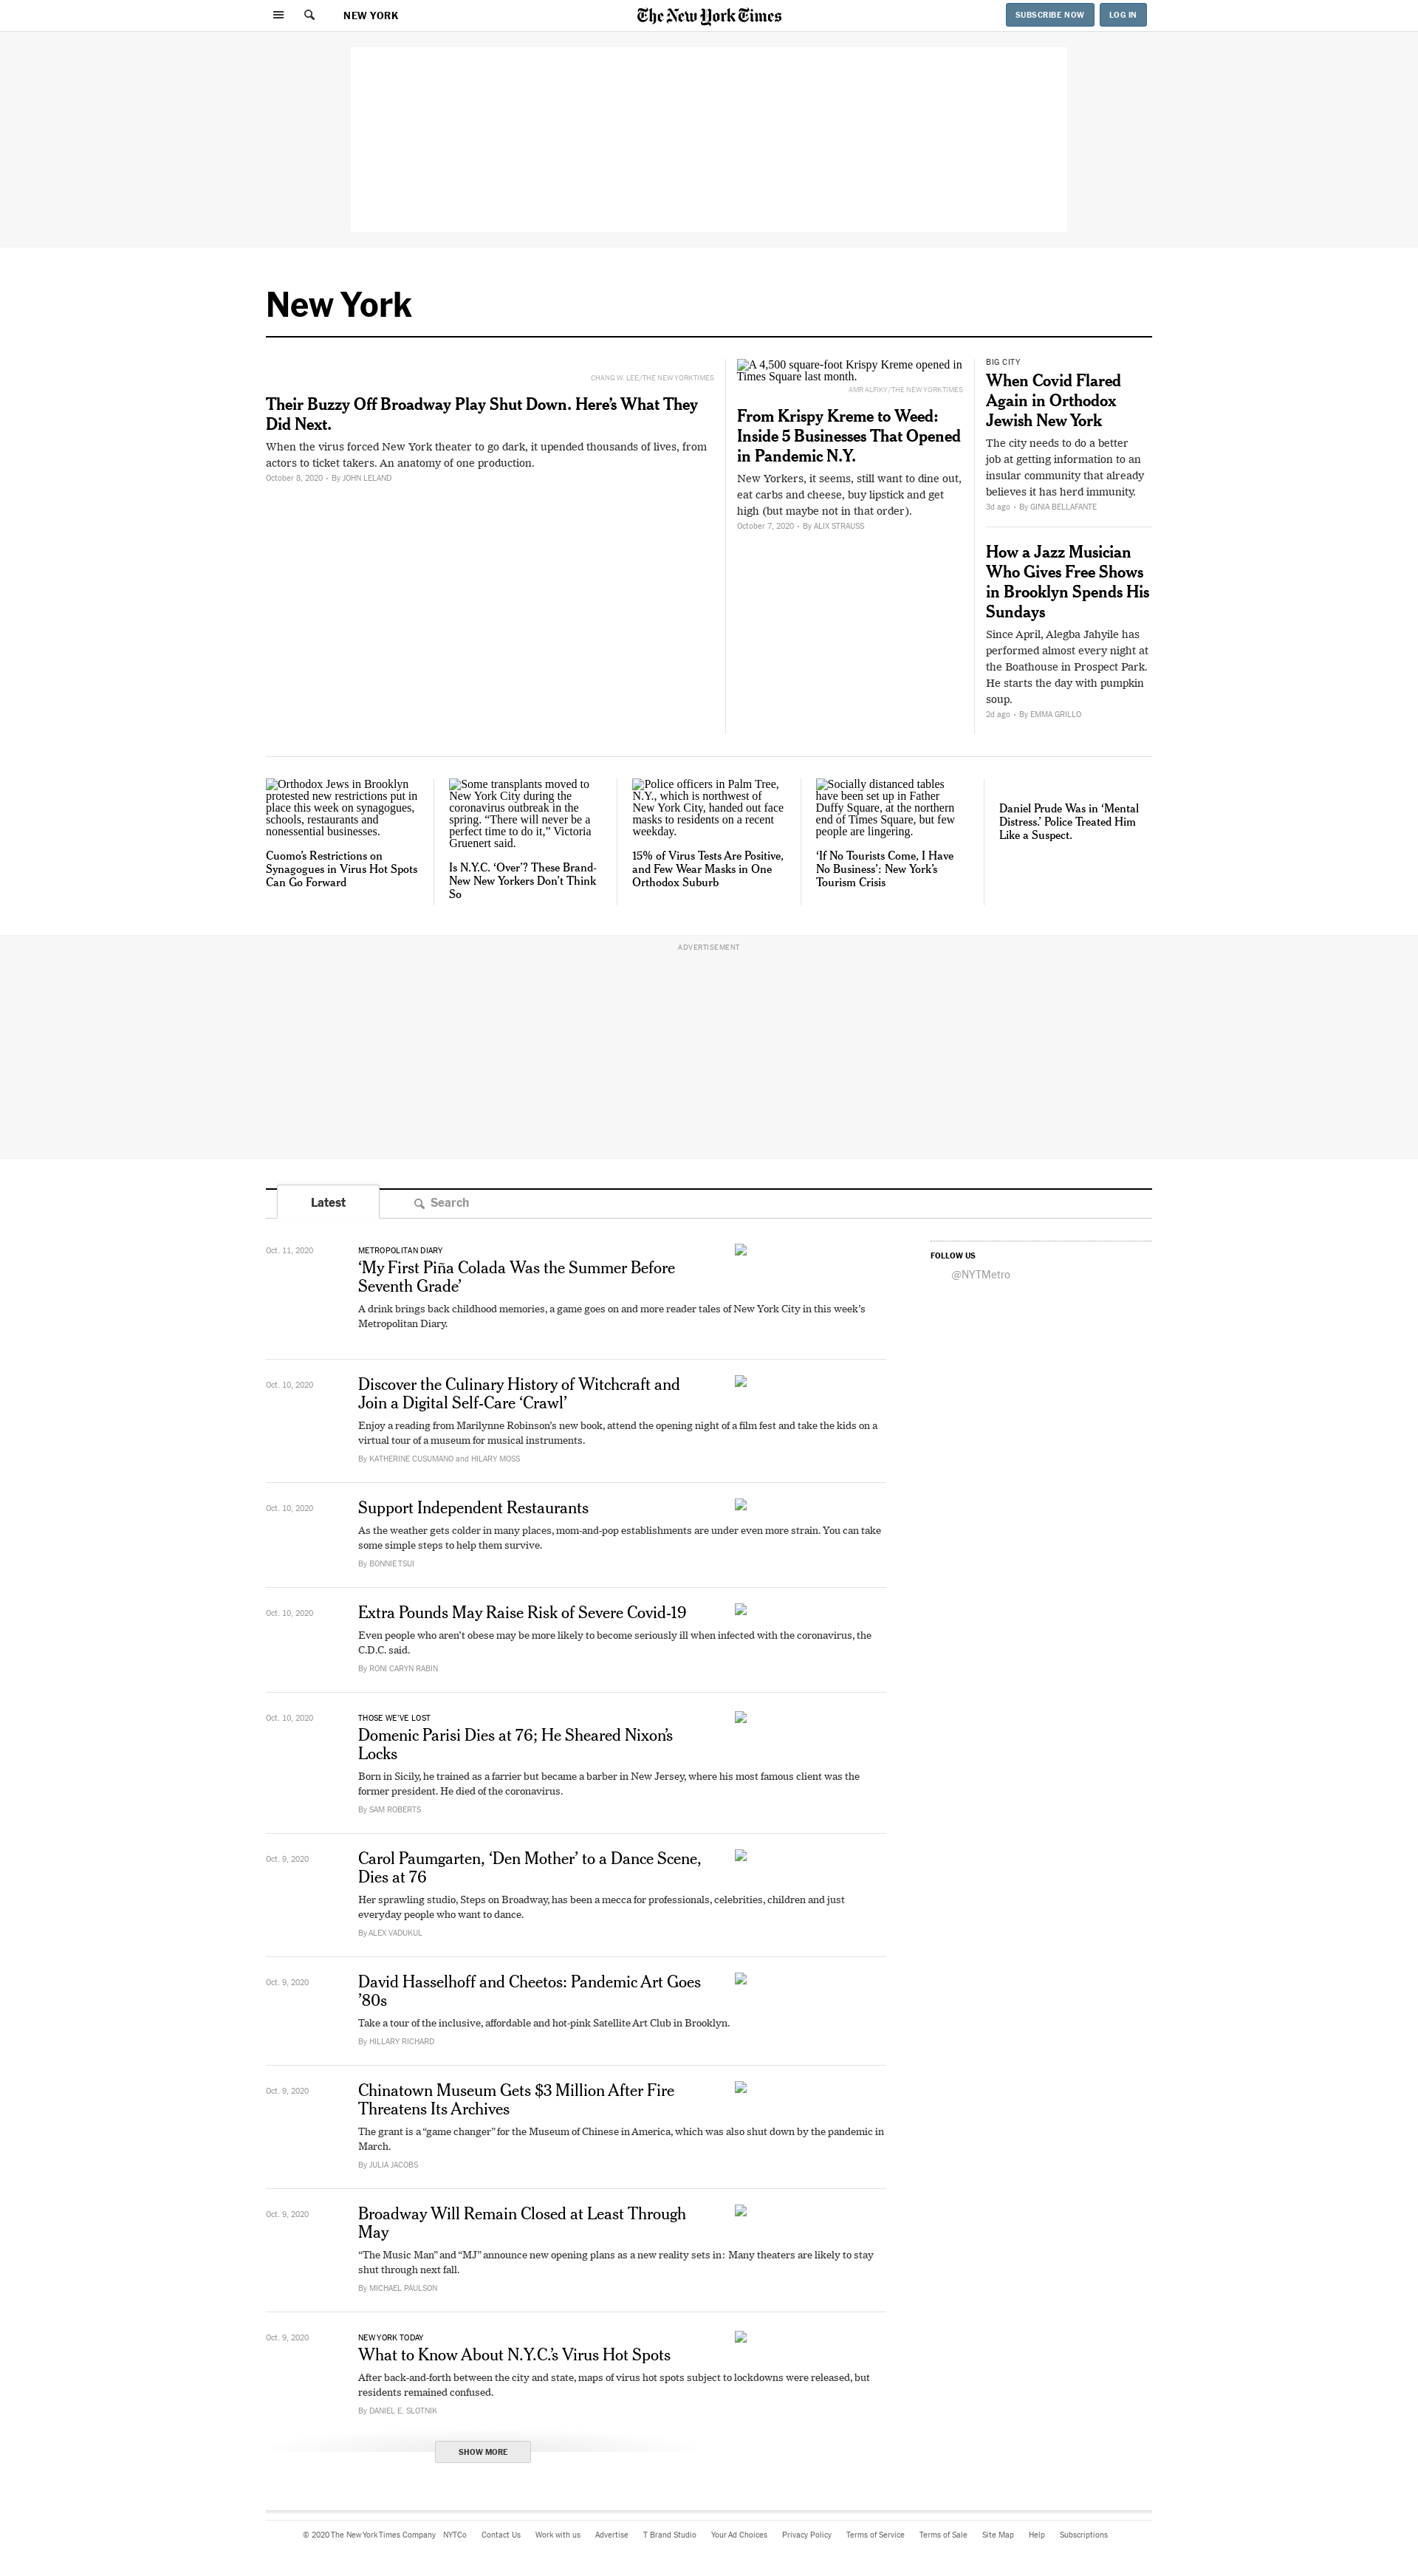 NEW YORK
The New York Times
SUBSCRIBE NOW
LOG IN
New York
CHANG W. LEE/THE NEW YORK TIMES
Their Buzzy Off Broadway Play Shut Down. Here’s What They
Did Next.
When the virus forced New York theater to go dark, it upended thousands of lives, from
actors to ticket takers. An anatomy of one production.
October 8, 2020 • By JOHN LELAND
A 4,500 square-foot Krispy Kreme opened in
Times Square last month.
AMR ALFIKY/THE NEW YORK TIMES
From Krispy Kreme to Weed:
Inside 5 Businesses That Opened
in Pandemic N.Y.
New Yorkers, it seems, still want to dine out,
eat carbs and cheese, buy lipstick and get
high (but maybe not in that order).
October 7, 2020 • By ALIX STRAUSS
BIG CITY
When Covid Flared
Again in Orthodox
Jewish New York
The city needs to do a better
job at getting information to an
insular community that already
believes it has herd immunity.
3d ago • By GINIA BELLAFANTE
How a Jazz Musician
Who Gives Free Shows
in Brooklyn Spends His
Sundays
Since April, Alegba Jahyile has
performed almost every night at
the Boathouse in Prospect Park.
He starts the day with pumpkin
soup.
2d ago • By EMMA GRILLO
Orthodox Jews in Brooklyn
protested new restrictions put in
place this week on synagogues,
schools, restaurants and
nonessential businesses.
Cuomo’s Restrictions on
Synagogues in Virus Hot Spots
Can Go Forward
Some transplants moved to
New York City during the
coronavirus outbreak in the
spring. “There will never be a
perfect time to do it,” Victoria
Gruenert said.
Is N.Y.C. ‘Over’? These Brand-
New New Yorkers Don’t Think
So
Police officers in Palm Tree,
N.Y., which is northwest of
New York City, handed out face
masks to residents on a recent
weekday.
15% of Virus Tests Are Positive,
and Few Wear Masks in One
Orthodox Suburb
Socially distanced tables
have been set up in Father
Duffy Square, at the northern
end of Times Square, but few
people are lingering.
‘If No Tourists Come, I Have
No Business’: New York’s
Tourism Crisis
Daniel Prude Was in ‘Mental
Distress.’ Police Treated Him
Like a Suspect.
ADVERTISEMENT
Latest
Search
Oct. 11, 2020
METROPOLITAN DIARY
‘My First Piña Colada Was the Summer Before
Seventh Grade’
A drink brings back childhood memories, a game goes on and more reader tales of New York City in this week’s
Metropolitan Diary.
FOLLOW US
@NYTMetro
Oct. 10, 2020
Discover the Culinary History of Witchcraft and
Join a Digital Self-Care ‘Crawl’
Enjoy a reading from Marilynne Robinson’s new book, attend the opening night of a film fest and take the kids on a
virtual tour of a museum for musical instruments.
By KATHERINE CUSUMANO and HILARY MOSS
Oct. 10, 2020
Support Independent Restaurants
As the weather gets colder in many places, mom-and-pop establishments are under even more strain. You can take
some simple steps to help them survive.
By BONNIE TSUI
Oct. 10, 2020
Extra Pounds May Raise Risk of Severe Covid-19
Even people who aren’t obese may be more likely to become seriously ill when infected with the coronavirus, the
C.D.C. said.
By RONI CARYN RABIN
Oct. 10, 2020
THOSE WE’VE LOST
Domenic Parisi Dies at 76; He Sheared Nixon’s
Locks
Born in Sicily, he trained as a farrier but became a barber in New Jersey, where his most famous client was the
former president. He died of the coronavirus.
By SAM ROBERTS
Oct. 9, 2020
Carol Paumgarten, ‘Den Mother’ to a Dance Scene,
Dies at 76
Her sprawling studio, Steps on Broadway, has been a mecca for professionals, celebrities, children and just
everyday people who want to dance.
By ALEX VADUKUL
Oct. 9, 2020
David Hasselhoff and Cheetos: Pandemic Art Goes
’80s
Take a tour of the inclusive, affordable and hot-pink Satellite Art Club in Brooklyn.
By HILLARY RICHARD
Oct. 9, 2020
Chinatown Museum Gets $3 Million After Fire
Threatens Its Archives
The grant is a “game changer” for the Museum of Chinese in America, which was also shut down by the pandemic in
March.
By JULIA JACOBS
Oct. 9, 2020
Broadway Will Remain Closed at Least Through
May
“The Music Man” and “MJ” announce new opening plans as a new reality sets in: Many theaters are likely to stay
shut through next fall.
By MICHAEL PAULSON
Oct. 9, 2020
NEW YORK TODAY
What to Know About N.Y.C.’s Virus Hot Spots
After back-and-forth between the city and state, maps of virus hot spots subject to lockdowns were released, but
residents remained confused.
By DANIEL E. SLOTNIK
SHOW MORE
© 2020 The New York Times Company NYTCo Contact Us Work with us Advertise T Brand Studio Your Ad Choices Privacy Policy Terms of Service Terms of Sale Site Map Help Subscriptions